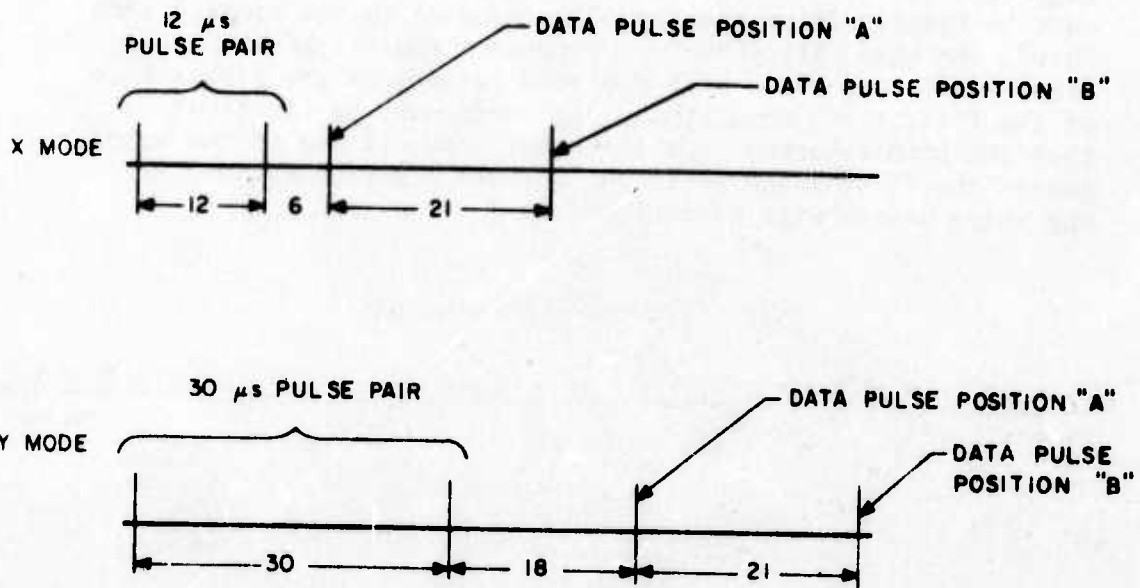 12 μs
PULSE PAIR
DATA PULSE POSITION "A"
DATA PULSE POSITION "B"
X MODE
12
6
21
30 μs PULSE PAIR
DATA PULSE POSITION "A"
Y MODE
DATA PULSE
POSITION "B"
30
18
21